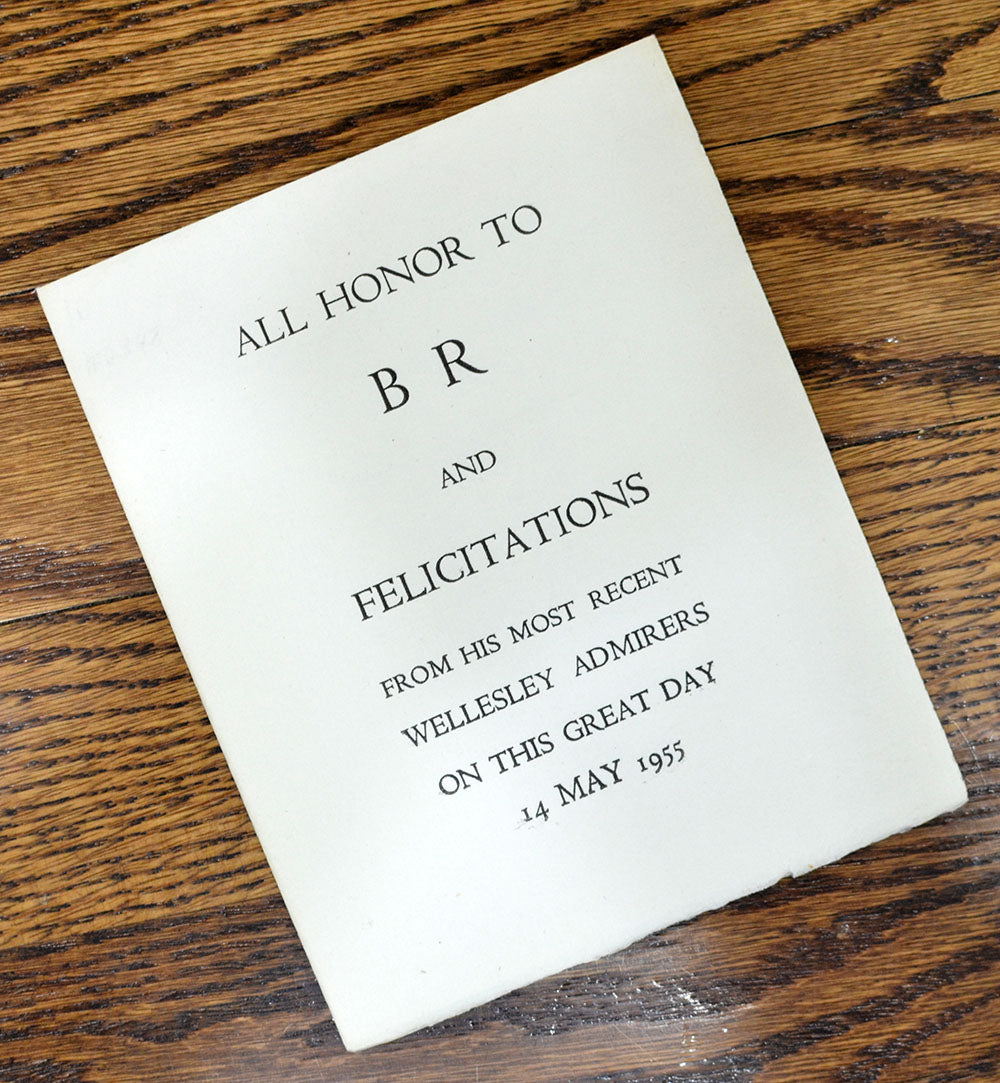 ALL HONOR TO
B R
AND
FELICITATIONS
FROM HIS MOST RECENT
WELLESLEY ADMIRERS
ON THIS GREAT DAY
14 MAY 1955